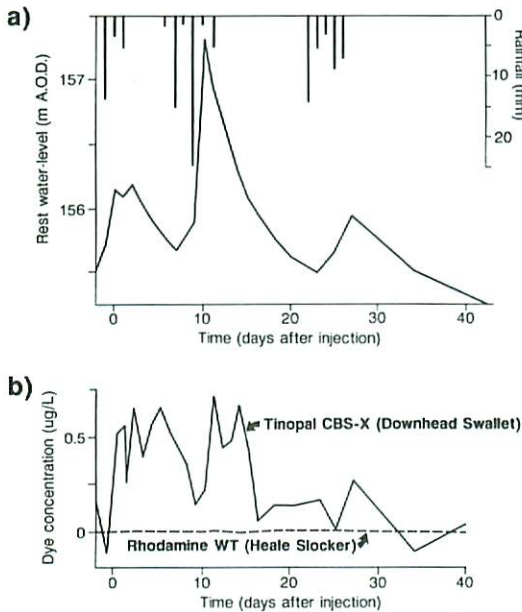 a)
0
10
20
Rainfall (mm)
157
156
Rest water-level (m A.O.D.)
0 10 20 30 40
Time (days after injection)
b)
Dye concentration (ug/L)
0.5
0
Tinopal CBS-X (Downhead Swallet)
Rhodamine WT (Heale Slocker)
0 10 20 30 40
Time (days after injection)